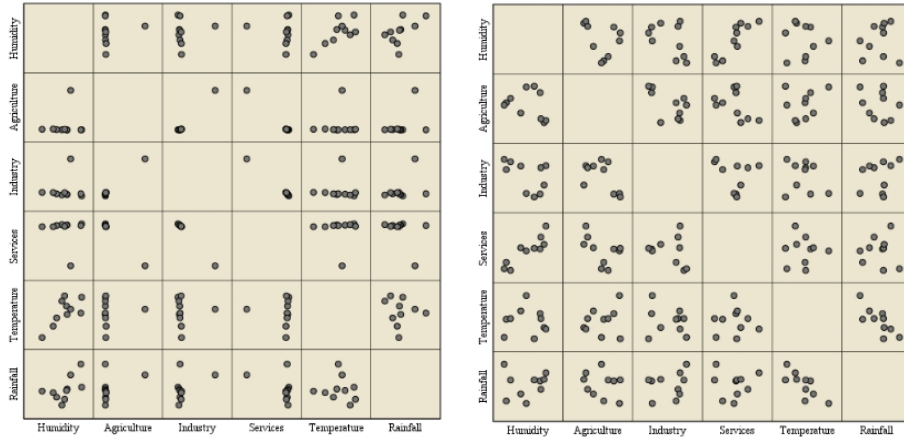 Humidity
Agriculture
Industry
Services
Temperature
Rainfall
Humidity Agriculture Industry Services Temperature Rainfall
Humidity
Agriculture
Industry
Services
Temperature
Rainfall
Humidity Agriculture Industry Services Temperature Rainfall